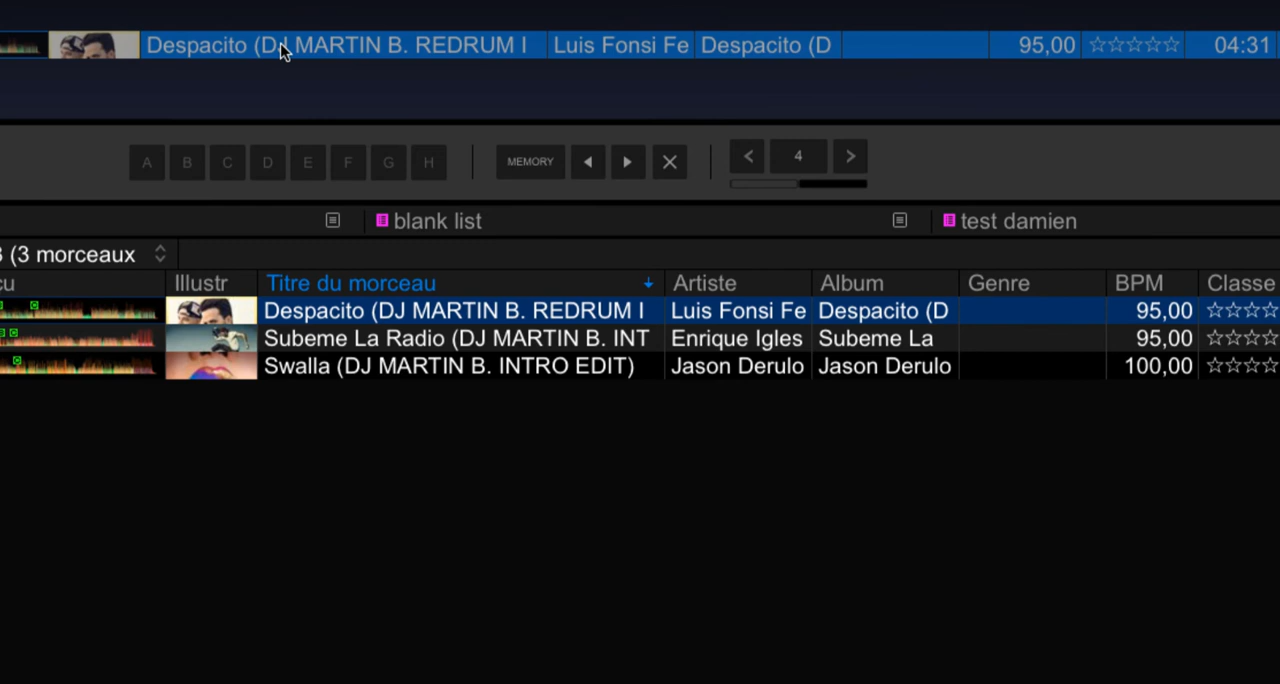 Despacito (DJ MARTIN B. REDRUM I Luis Fonsi Fe Despacito (D 95,00 ☆☆☆☆☆ 04:31
A B C D E F G H MEMORY 4
blank list test damien
(3 morceaux
Illustr Titre du morceau Artiste Album Genre BPM Classe
Despacito (DJ MARTIN B. REDRUM I Luis Fonsi Fe Despacito (D 95,00 ☆☆☆☆
Subeme La Radio (DJ MARTIN B. INT Enrique Igles Subeme La 95,00 ☆☆☆☆
Swalla (DJ MARTIN B. INTRO EDIT) Jason Derulo Jason Derulo 100,00 ☆☆☆☆